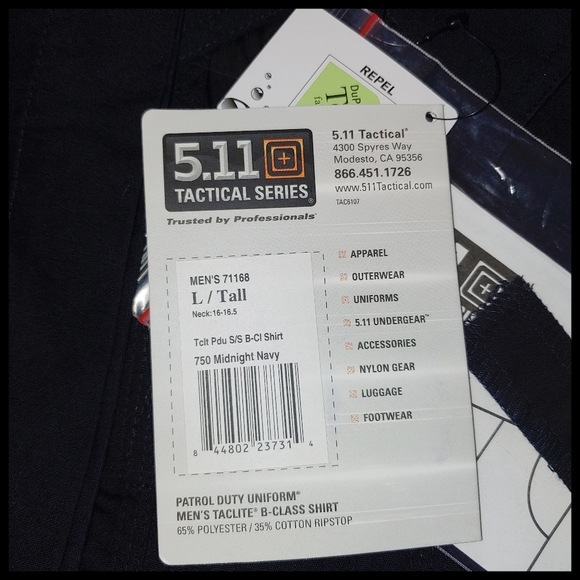 REPEL
DuP
T
fa
5.11®
TACTICAL SERIES®
Trusted by Professionals®
5.11 Tactical®
4300 Spyres Way
Modesto, CA 95356
866.451.1726
www.511Tactical.com
TAC6107
MEN'S 71168
L / Tall
Neck:16-16.5
Tclt Pdu S/S B-Cl Shirt
750 Midnight Navy
8 44802 23731 4
APPAREL
OUTERWEAR
UNIFORMS
5.11 UNDERGEAR™
ACCESSORIES
NYLON GEAR
LUGGAGE
FOOTWEAR
PATROL DUTY UNIFORM®
MEN'S TACLITE® B-CLASS SHIRT
65% POLYESTER / 35% COTTON RIPSTOP